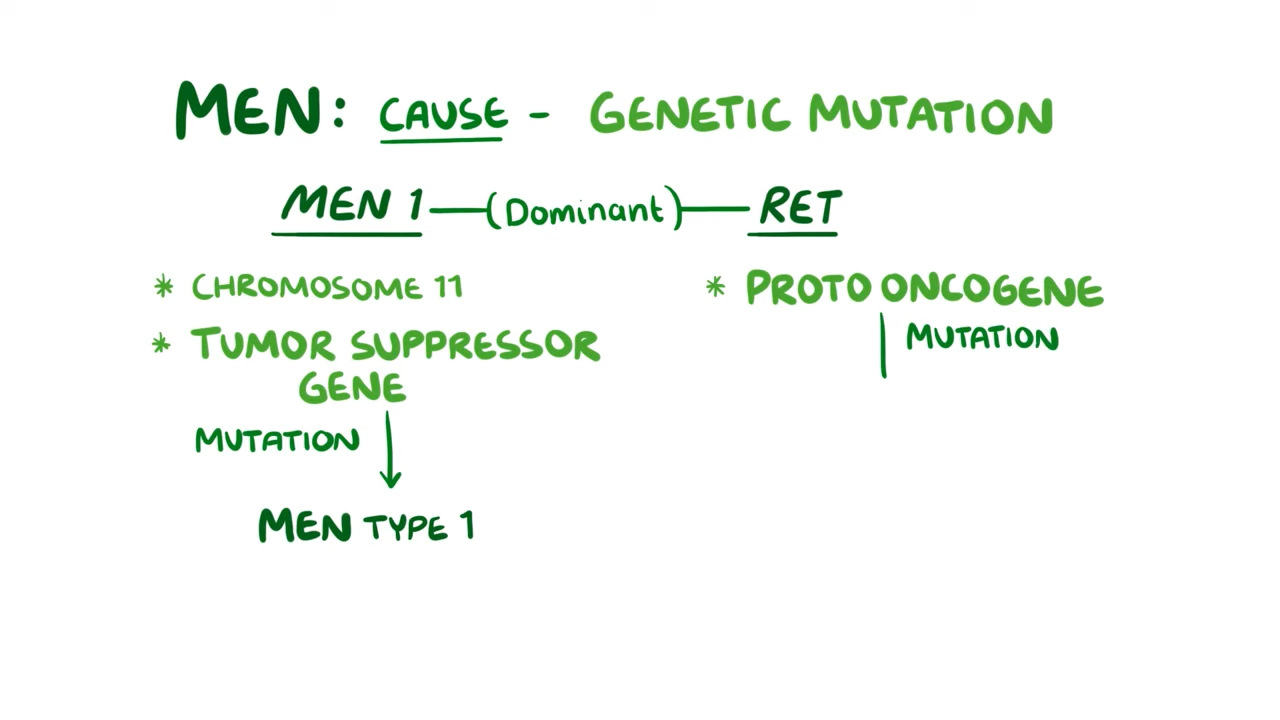 MEN: CAUSE - GENETIC MUTATION
MEN 1 (Dominant) RET
* CHROMOSOME 11
* TUMOR SUPPRESSOR
GENE
MUTATION
MEN TYPE 1
* PROTO ONCOGENE
MUTATION